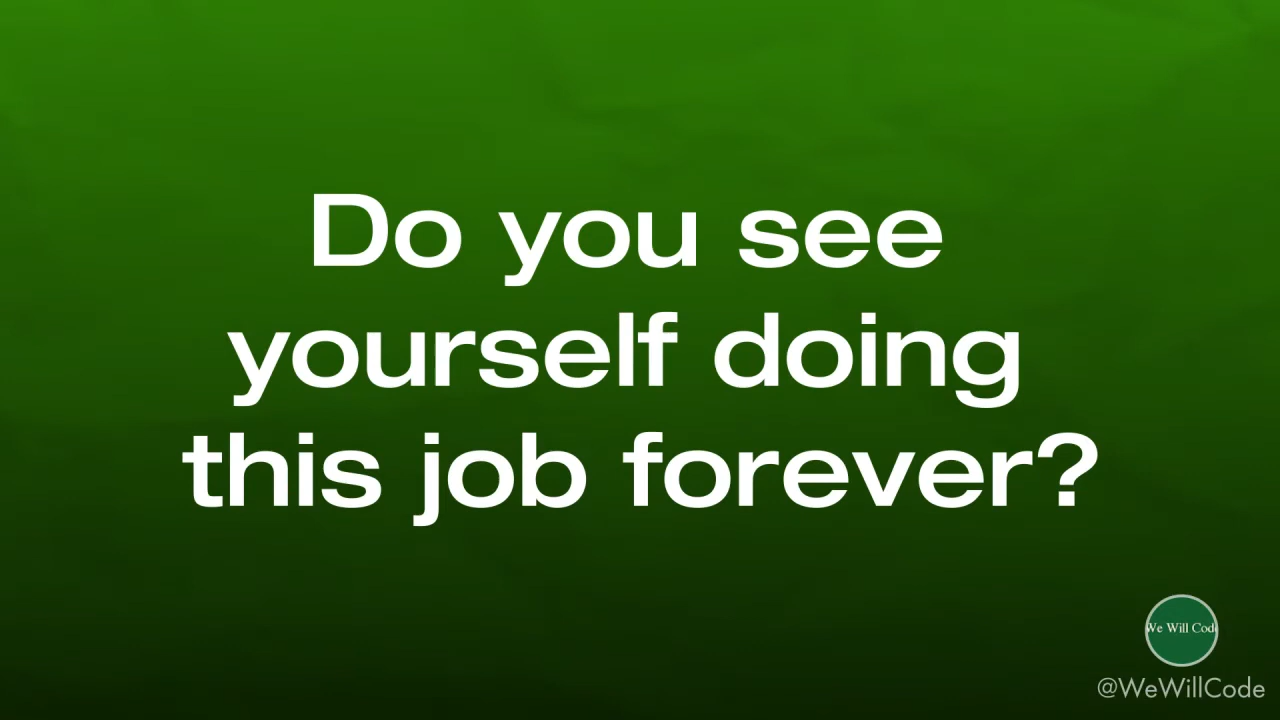 Do you see
yourself doing
this job forever?
We Will Cod
@WeWillCode